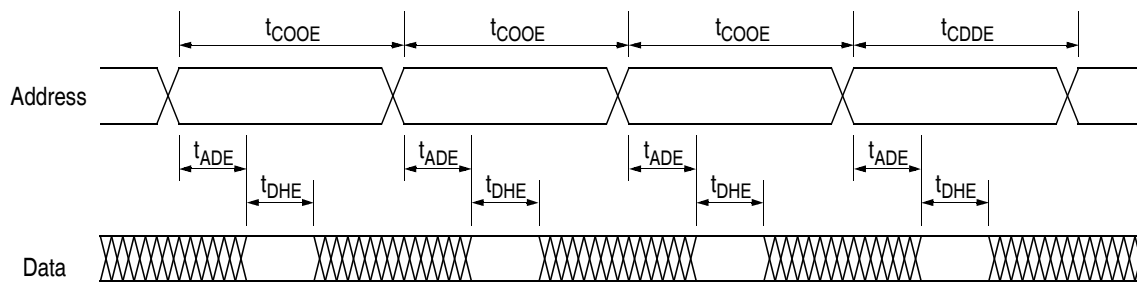 tCOOE tCOOE tCOOE tCDDE
Address
tADE tADE tADE tADE
tDHE tDHE tDHE tDHE
Data